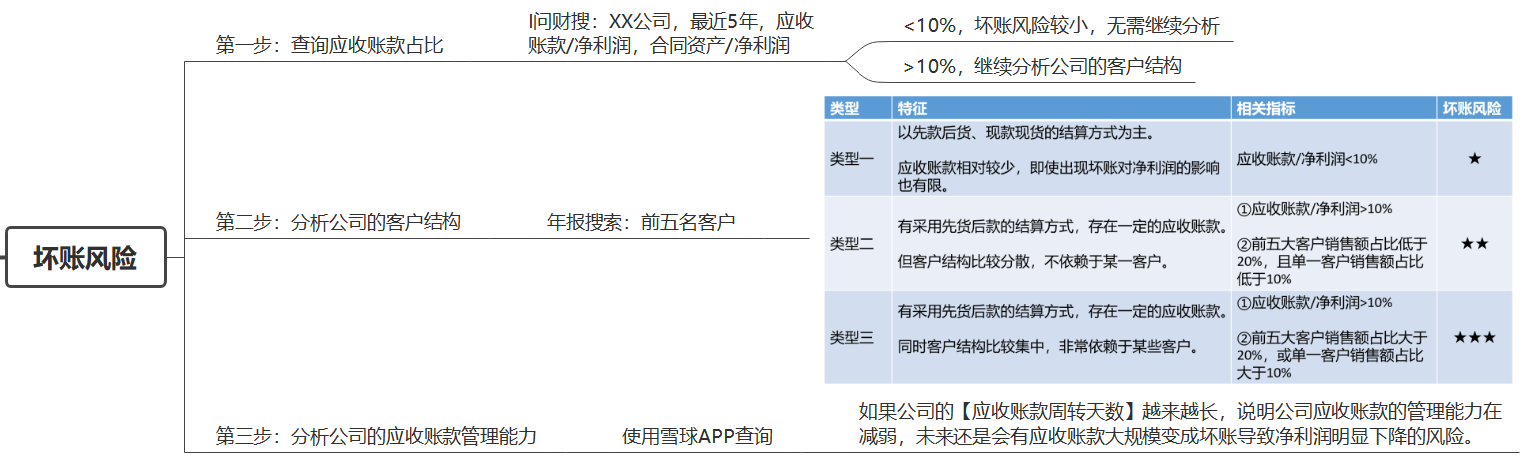 坏账风险
第一步：查询应收账款占比
I问财搜：XX公司，最近5年，应收
账款/净利润，合同资产/净利润
<10%，坏账风险较小，无需继续分析
>10%，继续分析公司的客户结构
第二步：分析公司的客户结构
年报搜索：前五名客户
类型 特征 相关指标 坏账风险
类型一
以先款后货、现款现货的结算方式为主。
应收账款相对较少，即使出现坏账对净利润的影响
也有限。
应收账款/净利润<10%
★
类型二
有采用先货后款的结算方式，存在一定的应收账款。
但客户结构比较分散，不依赖于某一客户。
①应收账款/净利润>10%
②前五大客户销售额占比低于
20%，且单一客户销售额占比
低于10%
★★
类型三
有采用先货后款的结算方式，存在一定的应收账款。
同时客户结构比较集中，非常依赖于某些客户。
①应收账款/净利润>10%
②前五大客户销售额占比大于
20%，或单一客户销售额占比
大于10%
★★★
第三步：分析公司的应收账款管理能力
使用雪球APP查询
如果公司的【应收账款周转天数】越来越长，说明公司应收账款的管理能力在
减弱，未来还是会有应收账款大规模变成坏账导致净利润明显下降的风险。